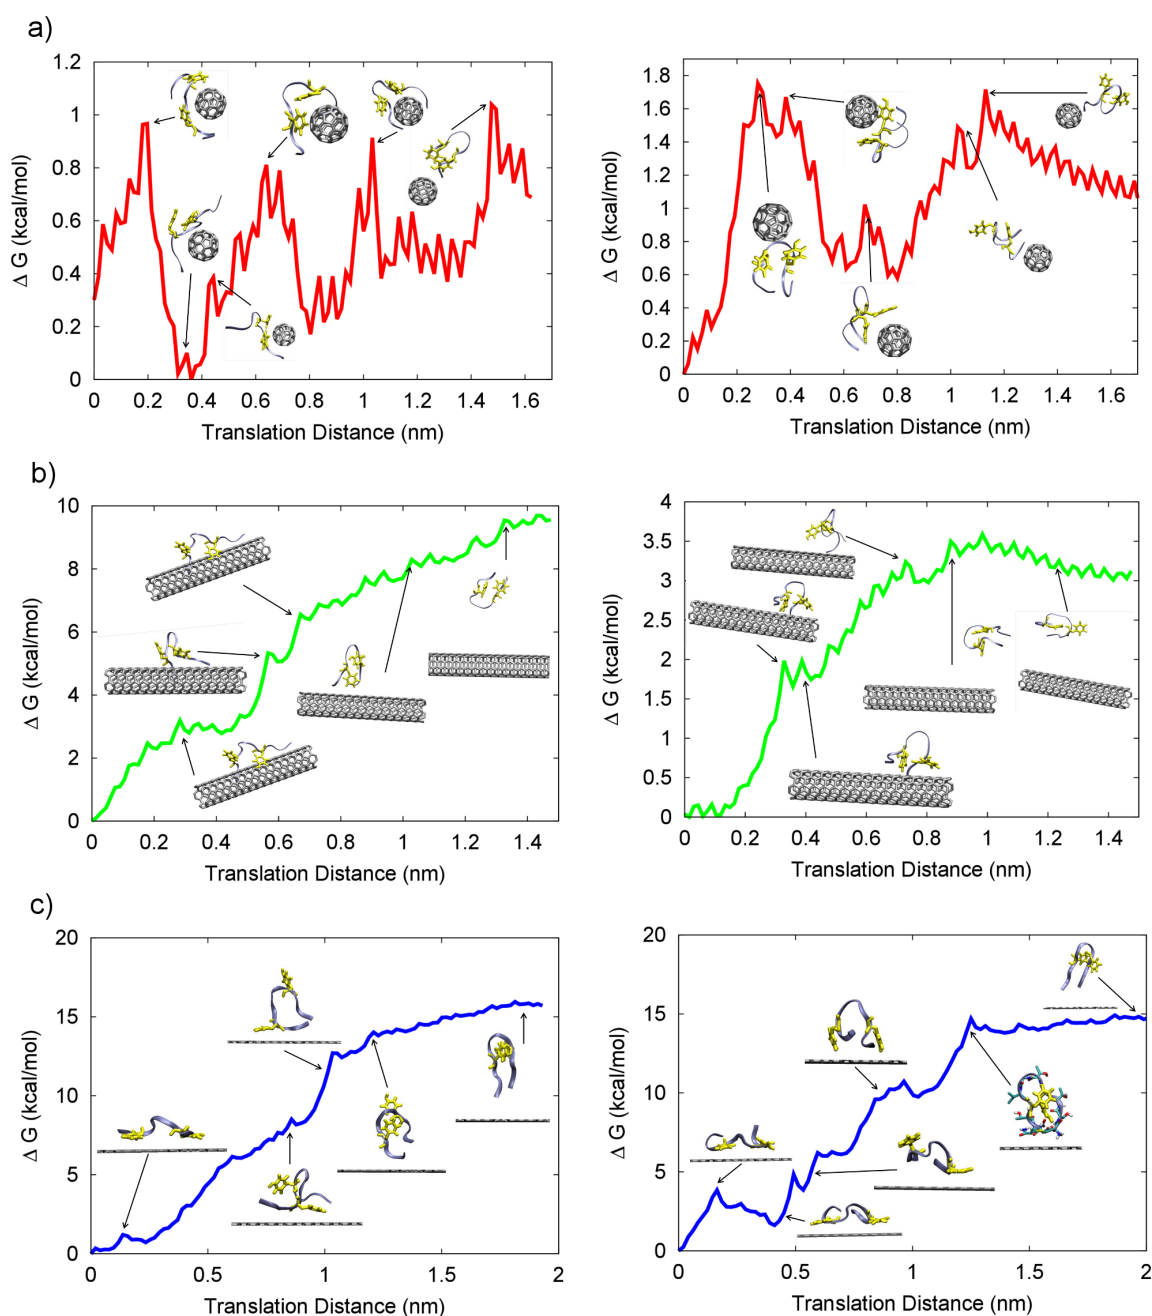 a)
Δ G (kcal/mol)
1.2
1
0.8
0.6
0.4
0.2
0
0 0.2 0.4 0.6 0.8 1 1.2 1.4 1.6
Translation Distance (nm)
Δ G (kcal/mol)
1.8
1.6
1.4
1.2
1
0.8
0.6
0.4
0.2
0
0 0.2 0.4 0.6 0.8 1 1.2 1.4 1.6
Translation Distance (nm)
b)
Δ G (kcal/mol)
10
8
6
4
2
0
0 0.2 0.4 0.6 0.8 1 1.2 1.4
Translation Distance (nm)
Δ G (kcal/mol)
4
3.5
3
2.5
2
1.5
1
0.5
0
0 0.2 0.4 0.6 0.8 1 1.2 1.4
Translation Distance (nm)
c)
Δ G (kcal/mol)
20
15
10
5
0
0 0.5 1 1.5 2
Translation Distance (nm)
Δ G (kcal/mol)
20
15
10
5
0
0 0.5 1 1.5 2
Translation Distance (nm)